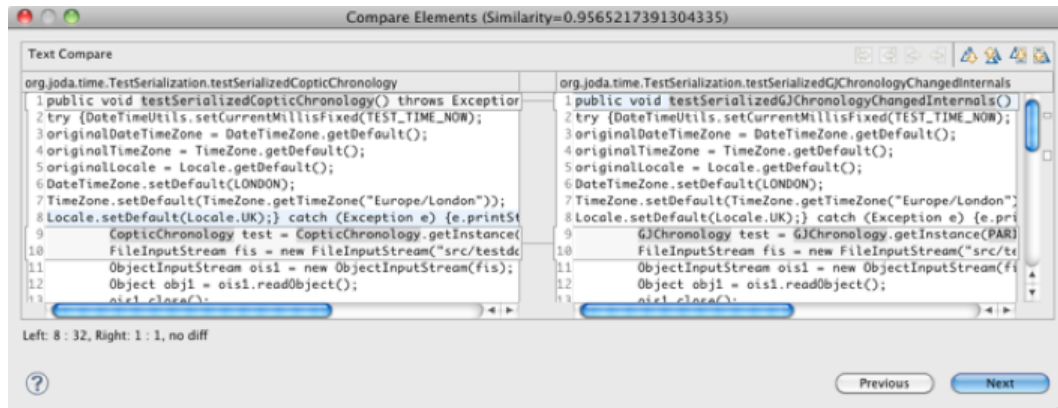 Compare Elements (Similarity=0.9565217391304335)
Text Compare
org.joda.time.TestSerialization.testSerializedCopticChronology
1 public void testSerializedCopticChronology() throws Exception
2 try {DateTimeUtils.setCurrentMillisFixed(TEST_TIME_NOW);
3 originalDateTimeZone = DateTimeZone.getDefault();
4 originalTimeZone = TimeZone.getDefault();
5 originalLocale = Locale.getDefault();
6 DateTimeZone.setDefault(LONDON);
7 TimeZone.setDefault(TimeZone.getTimeZone("Europe/London"));
8 Locale.setDefault(Locale.UK);} catch (Exception e) {e.printSt
9 CopticChronology test = CopticChronology.getInstance(
10 FileInputStream fis = new FileInputStream("src/testda
11 ObjectInputStream ois1 = new ObjectInputStream(fis);
12 Object obj1 = ois1.readObject();
13 ois1.close();
org.joda.time.TestSerialization.testSerializedGJChronologyChangedInternals
1 public void testSerializedGJChronologyChangedInternals()
2 try {DateTimeUtils.setCurrentMillisFixed(TEST_TIME_NOW);
3 originalDateTimeZone = DateTimeZone.getDefault();
4 originalTimeZone = TimeZone.getDefault();
5 originalLocale = Locale.getDefault();
6 DateTimeZone.setDefault(LONDON);
7 TimeZone.setDefault(TimeZone.getTimeZone("Europe/London")
8 Locale.setDefault(Locale.UK);} catch (Exception e) {e.pri
9 GJChronology test = GJChronology.getInstance(PARI
10 FileInputStream fis = new FileInputStream("src/te
11 ObjectInputStream ois1 = new ObjectInputStream(fi
12 Object obj1 = ois1.readObject();
13 ois1.close();
Left: 8 : 32, Right: 1 : 1, no diff
?
Previous
Next